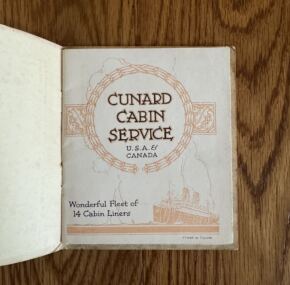 CUNARD
CABIN
SERVICE
U.S.A. &
CANADA
Wonderful Fleet of
14 Cabin Liners